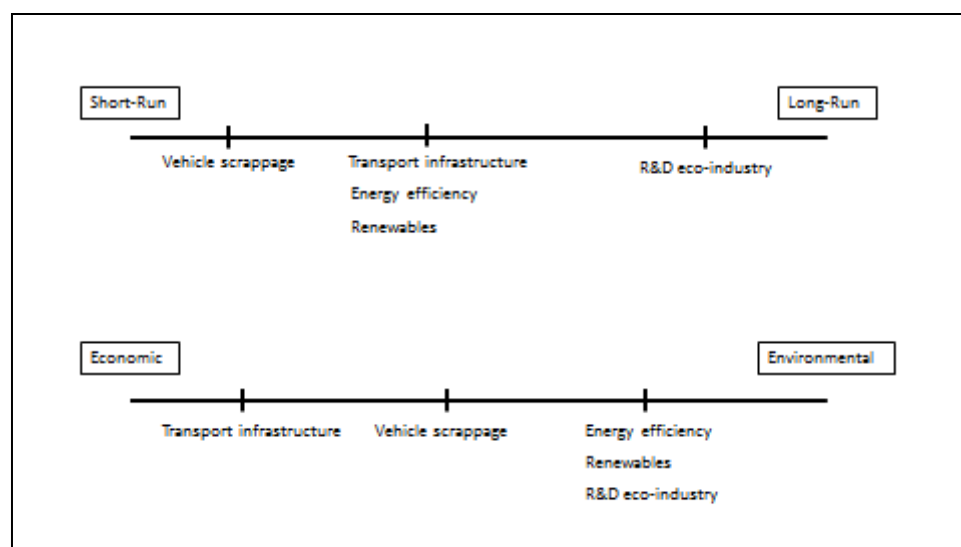 Short-Run
Long-Run
Vehicle scrappage
Transport infrastructure
R&D eco-industry
Energy efficiency
Renewables
Economic
Environmental
Transport infrastructure
Vehicle scrappage
Energy efficiency
Renewables
R&D eco-industry